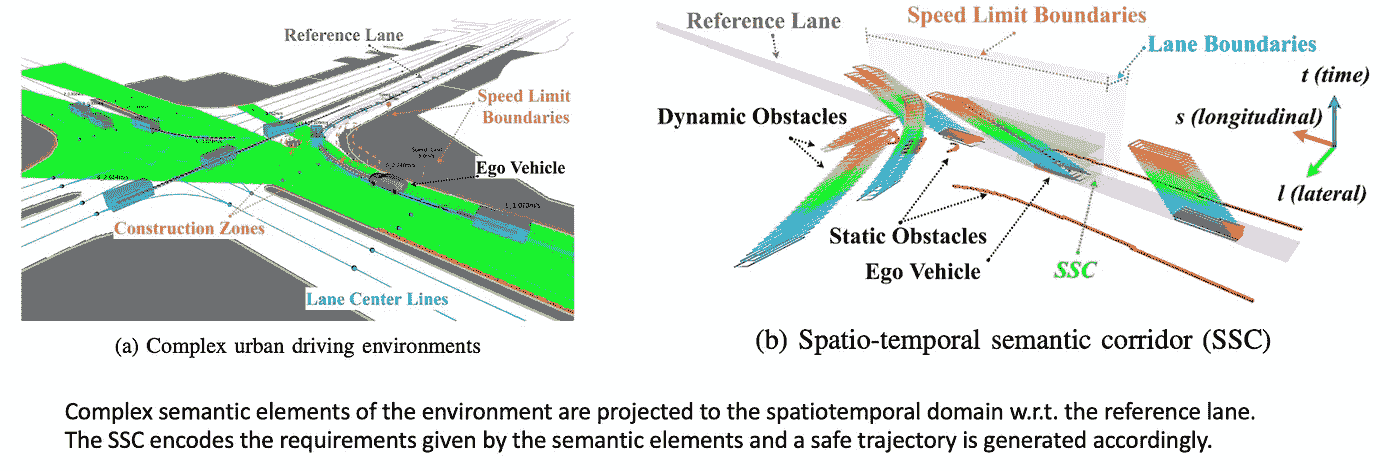 Reference Lane
Speed Limit
Boundaries
Ego Vehicle
Construction Zones
Lane Center Lines
(a) Complex urban driving environments
Reference Lane
Speed Limit Boundaries
Lane Boundaries
t (time)
s (longitudinal)
l (lateral)
Dynamic Obstacles
Static Obstacles
Ego Vehicle
SSC
(b) Spatio-temporal semantic corridor (SSC)
Complex semantic elements of the environment are projected to the spatiotemporal domain w.r.t. the reference lane.
The SSC encodes the requirements given by the semantic elements and a safe trajectory is generated accordingly.